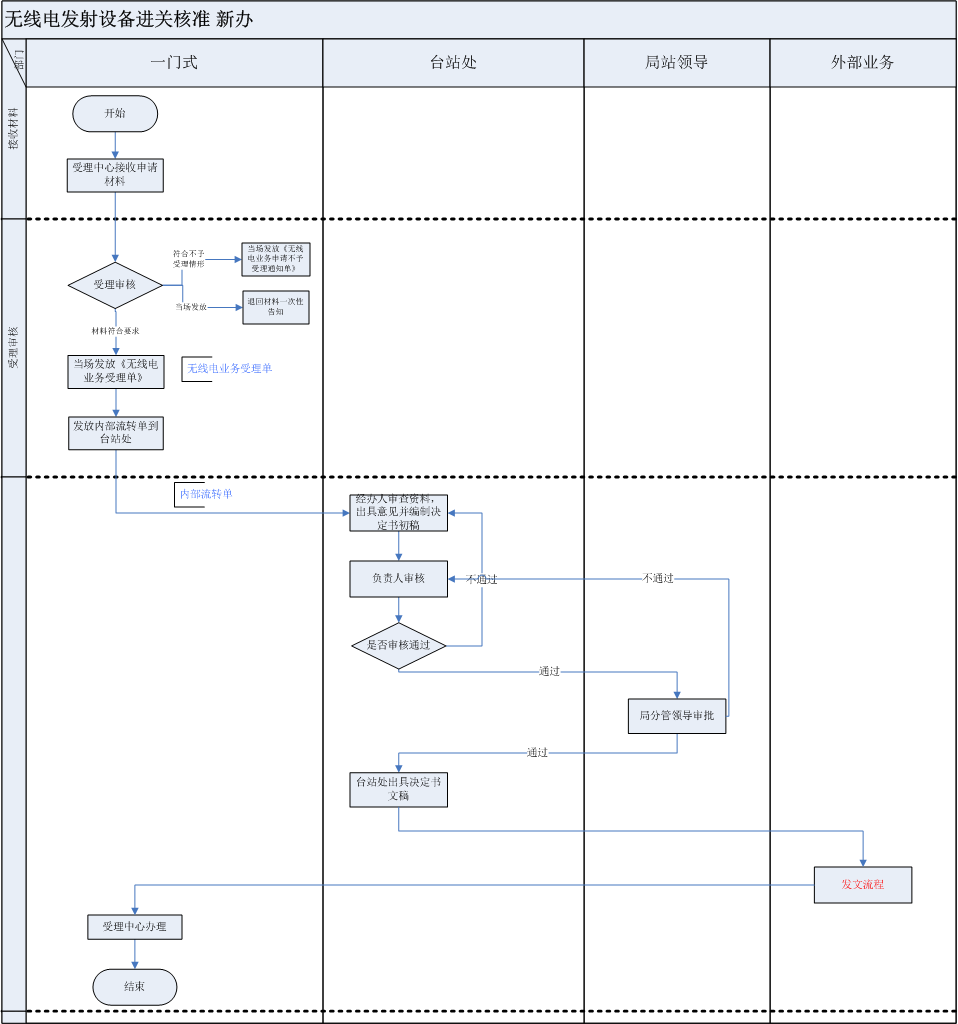 无线电发射设备进关核准 新办
部门
一门式
台站处
局站领导
外部业务
接收材料
开始
受理中心接收申请
材料
受理审核
符合不予
受理情形
当场发放《无线
电业务申请不予
受理通知单》
受理审核
当场发放
退回材料一次性
告知
材料符合要求
当场发放《无线电
业务受理单》
无线电业务受理单
发放内部流转单到
台站处
内部流转单
经办人审查资料，
出具意见并编制决
定书初稿
负责人审核
不通过
不通过
是否审核通过
通过
局分管领导审批
通过
台站处出具决定书
文稿
发文流程
受理中心办理
结束